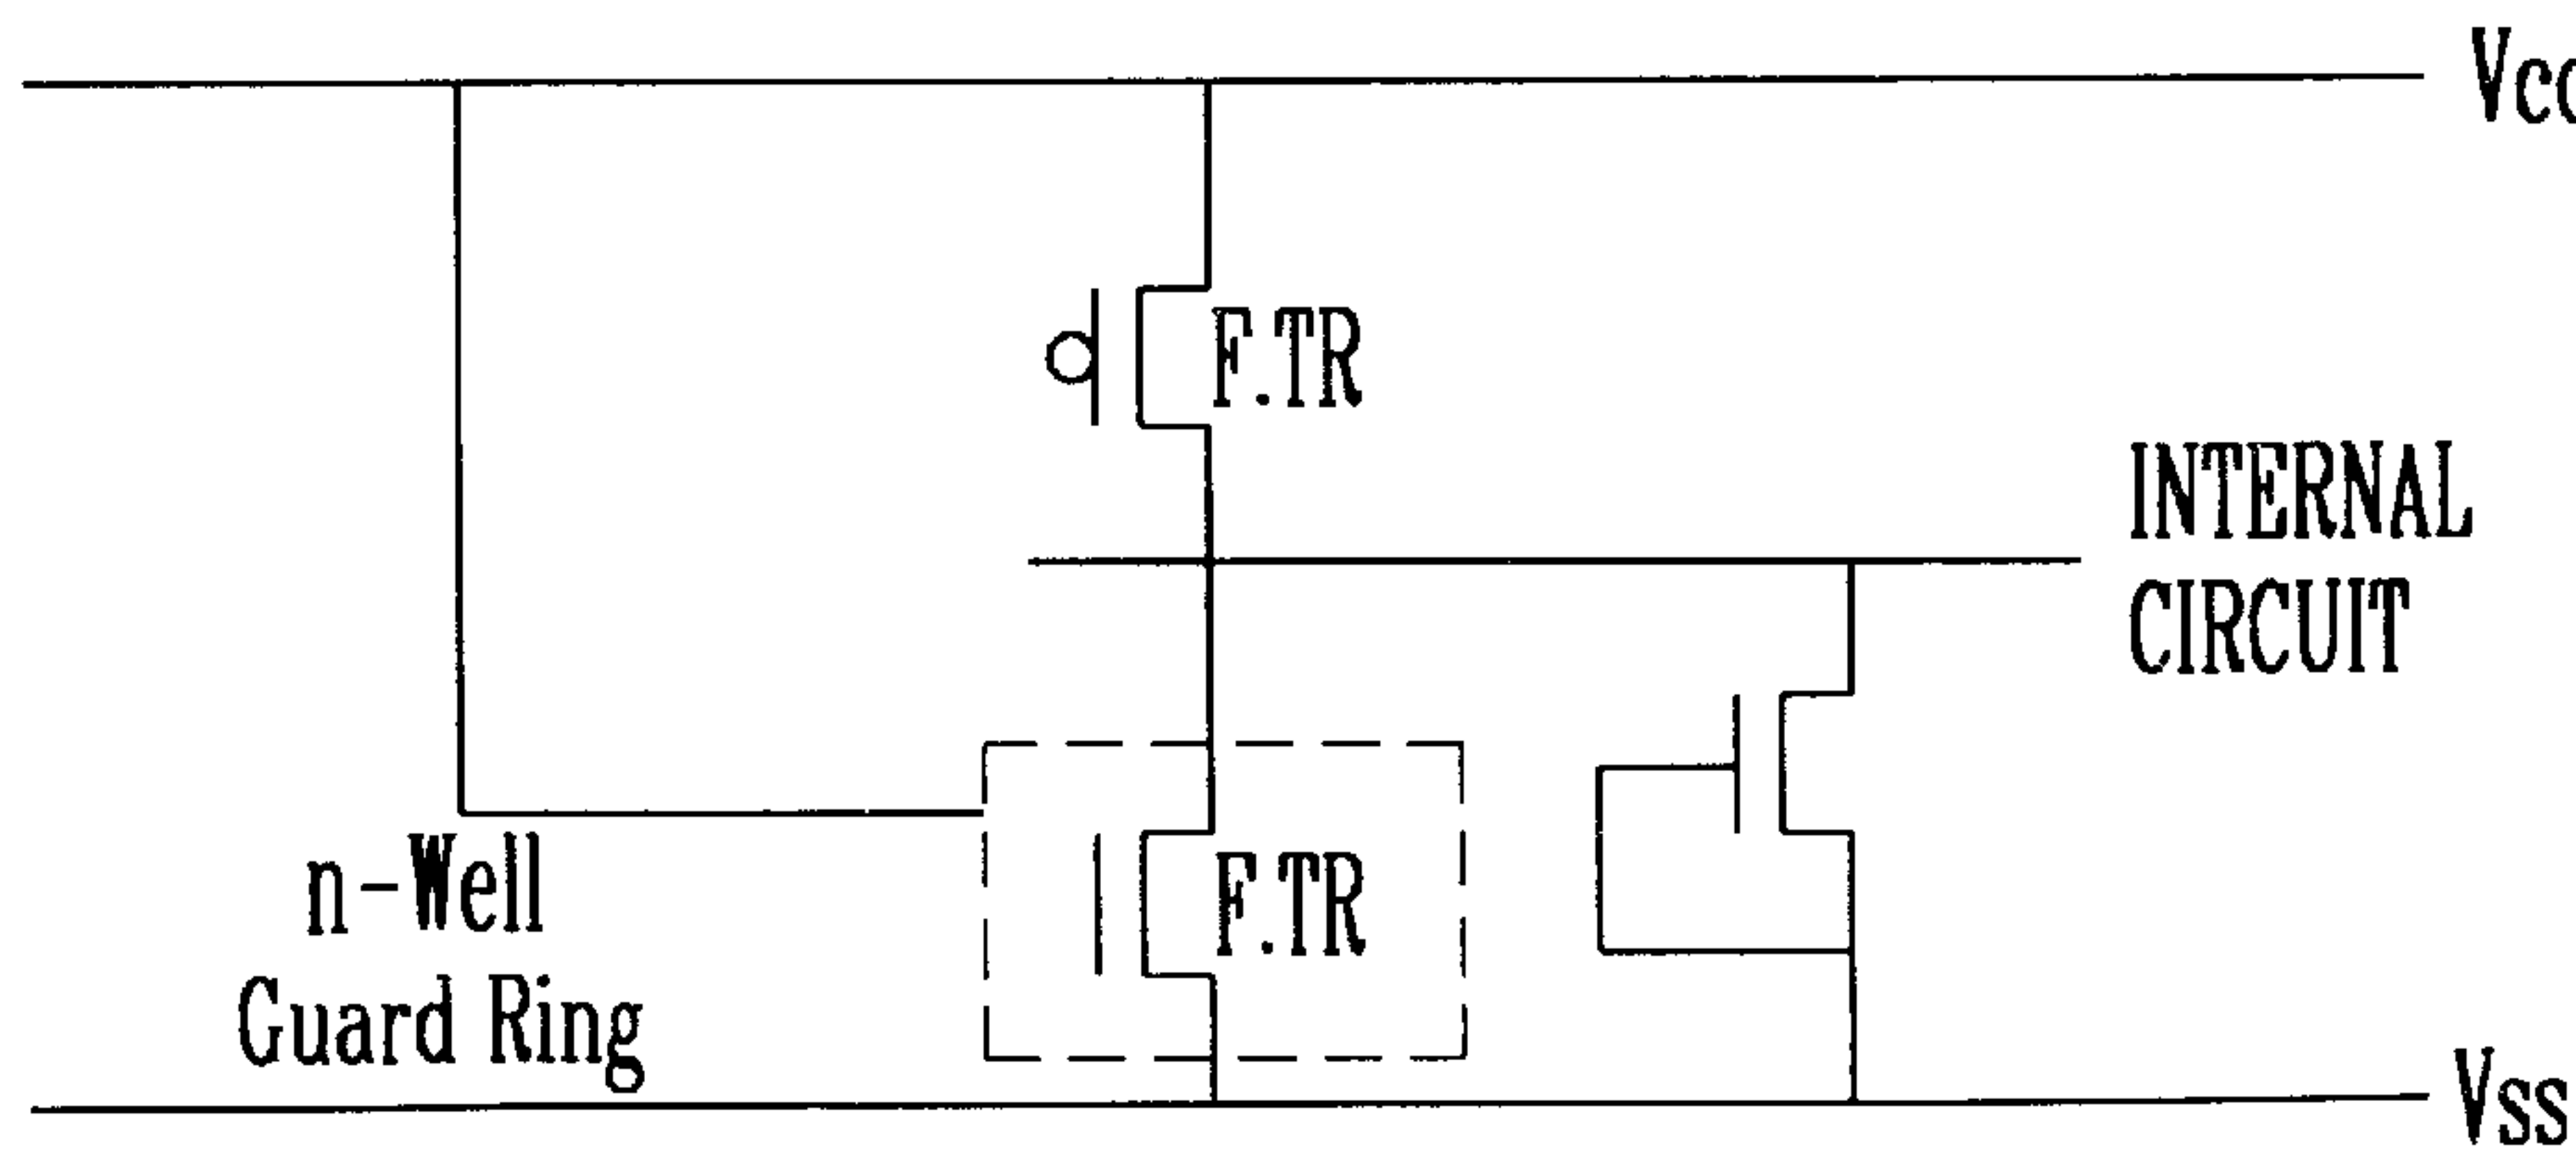 Vcc
F.TR
INTERNAL
CIRCUIT
n-Well
Guard Ring
F.TR
Vss